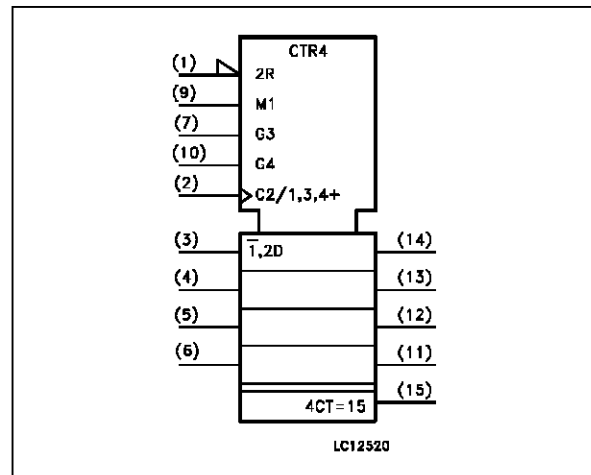 CTR4
(1) 2R
(9) M1
(7) G3
(10) G4
(2) C2/1,3,4+
(3) 1̅,2D (14)
(4) (13)
(5) (12)
(6) (11)
4CT=15 (15)
LC12520